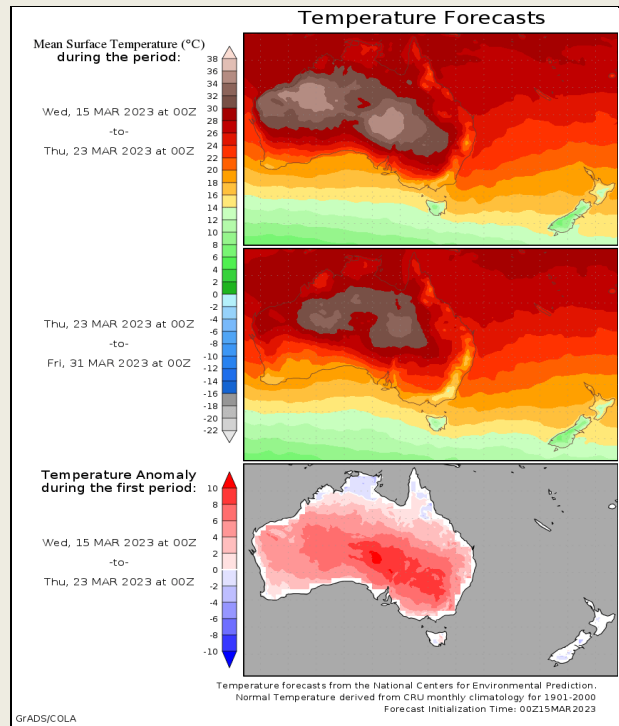 Temperature Forecasts
Mean Surface Temperature (°C)
during the period:
38
36
34
32
30
28
26
24
22
20
18
16
14
12
10
8
6
4
2
0
-2
-4
-6
-8
-10
-12
-14
-16
-18
-20
-22
Wed, 15 MAR 2023 at 00Z
-to-
Thu, 23 MAR 2023 at 00Z
Thu, 23 MAR 2023 at 00Z
-to-
Fri, 31 MAR 2023 at 00Z
Temperature Anomaly
during the first period:
10
8
6
4
2
0
-2
-4
-6
-8
-10
Wed, 15 MAR 2023 at 00Z
-to-
Thu, 23 MAR 2023 at 00Z
Temperature forecasts from the National Centers for Environmental Prediction.
Normal Temperature derived from CRU monthly climatology for 1901-2000
Forecast Initialization Time: 00Z15MAR2023
GrADS/COLA